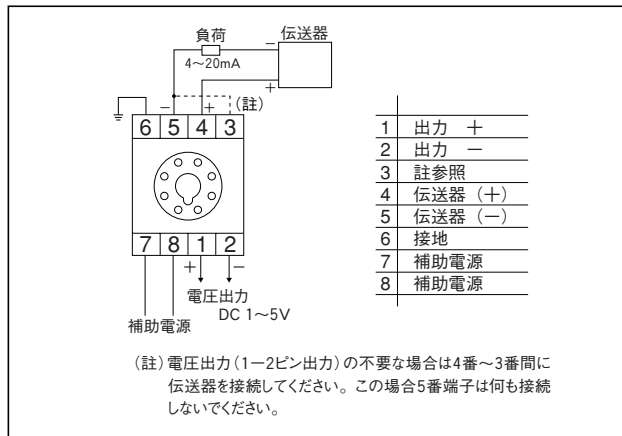 負荷
伝送器
4〜20mA
−
+
− + (註)
6 5 4 3
7 8 1 2
+ −
電圧出力
DC 1〜5V
補助電源
1 出力 +
2 出力 −
3 註参照
4 伝送器 (+)
5 伝送器 (−)
6 接地
7 補助電源
8 補助電源
(註) 電圧出力(1−2ピン出力)の不要な場合は4番〜3番間に
伝送器を接続してください。この場合5番端子は何も接続
しないでください。